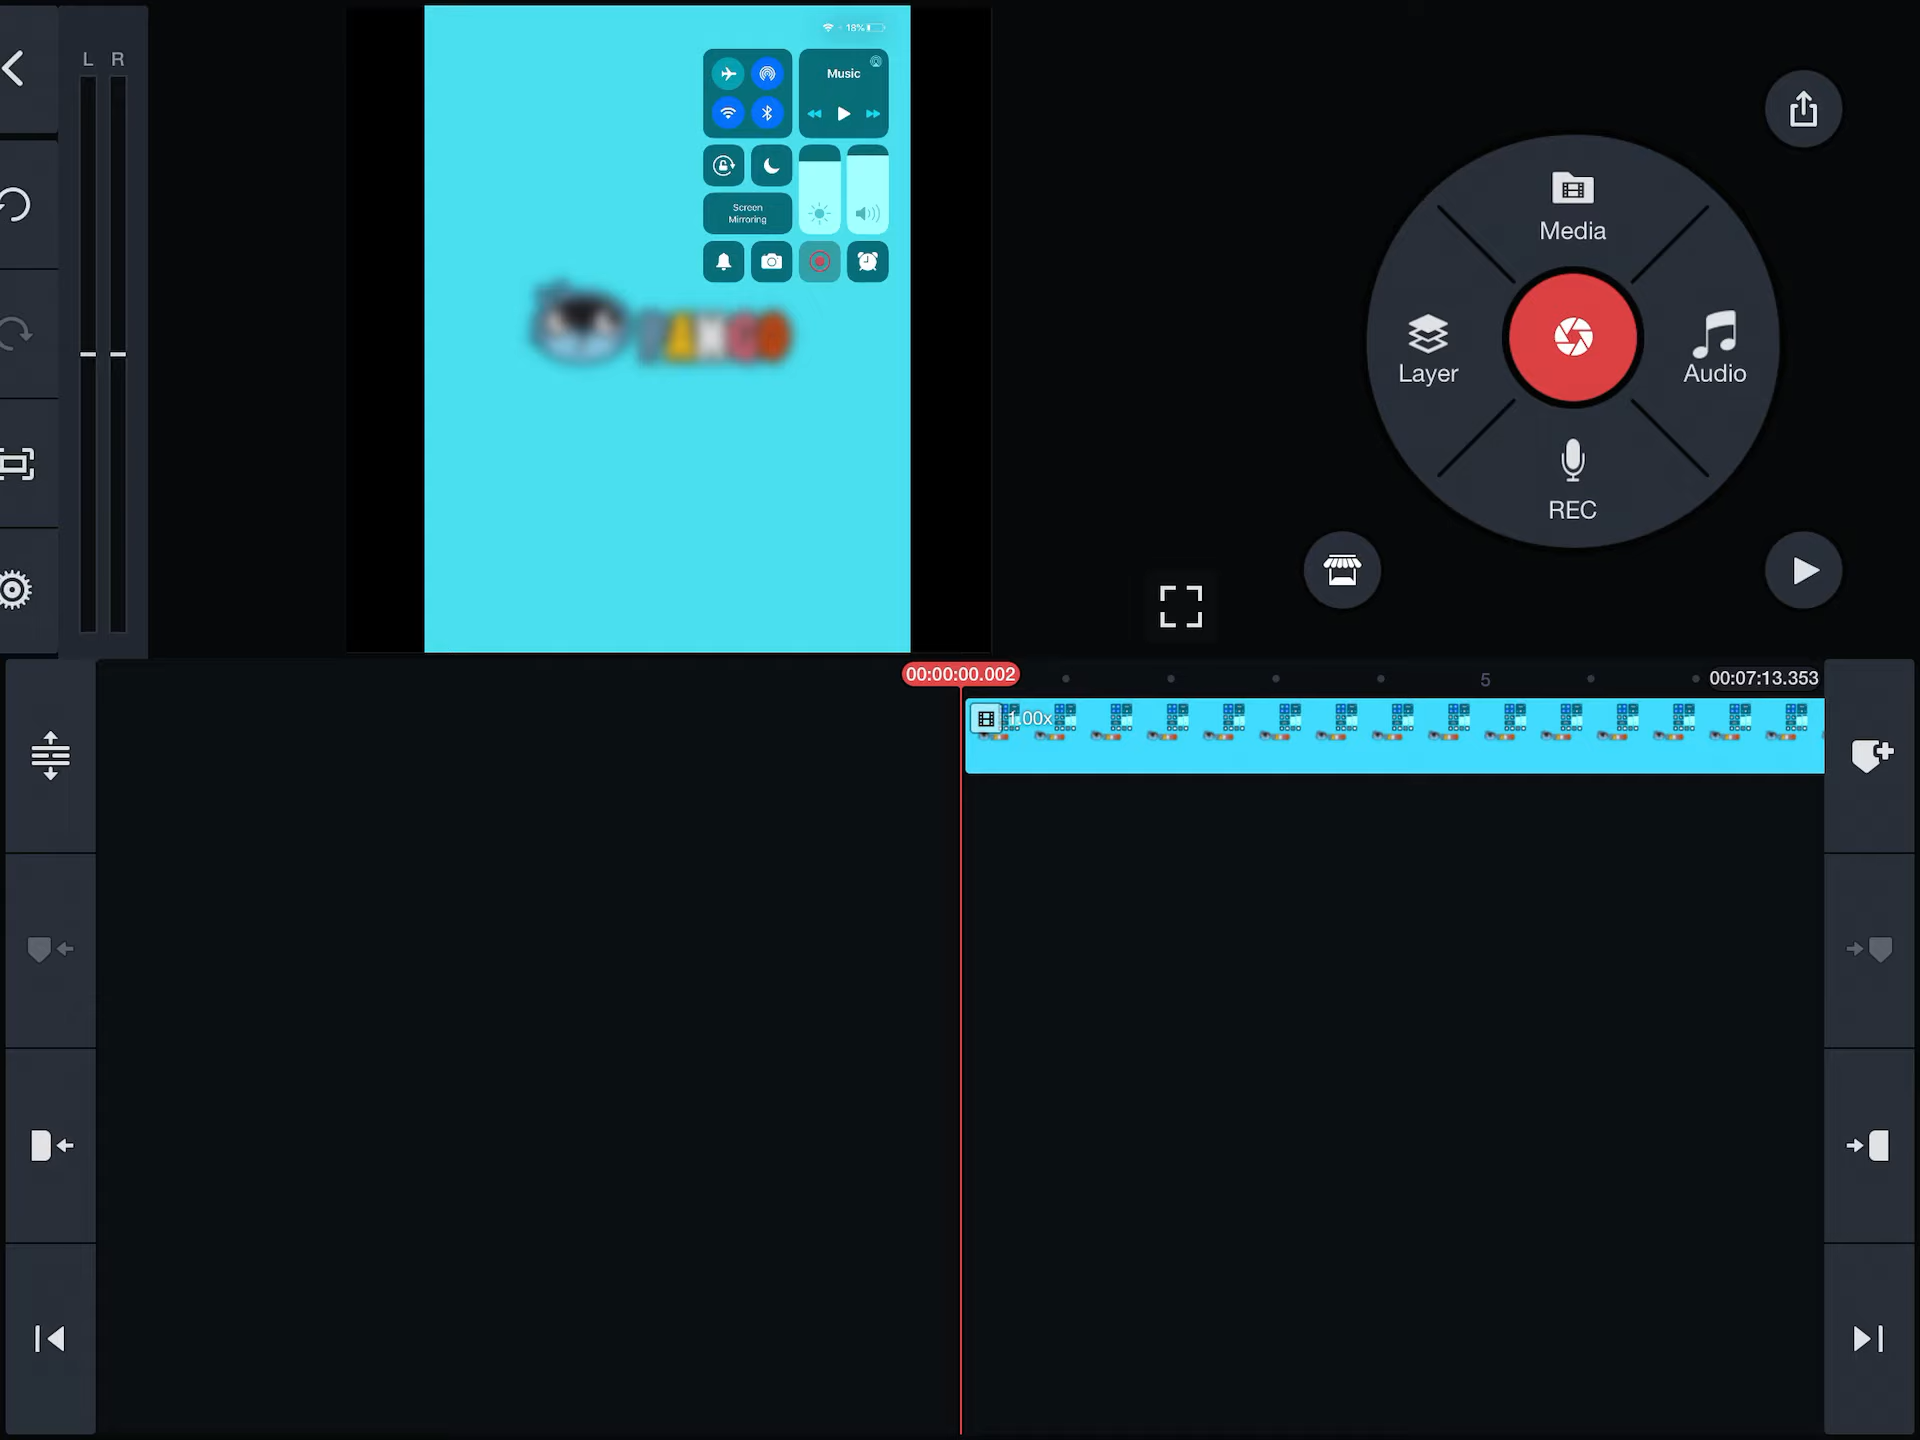 L R
18%
Music
Screen
Mirroring
Media
Layer
Audio
REC
00:00:00.002
5
00:07:13.353
1.00x